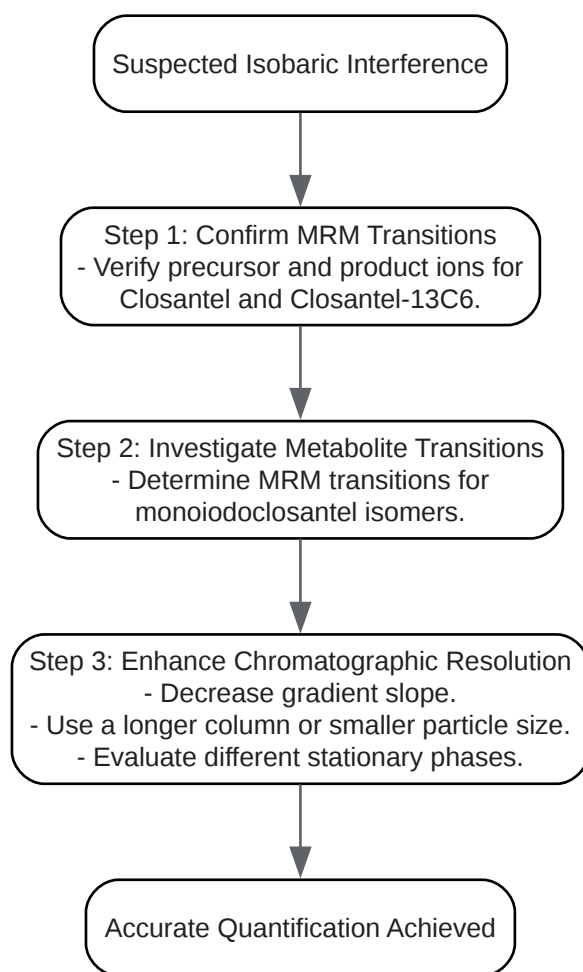 Suspected Isobaric Interference
Step 1: Confirm MRM Transitions
- Verify precursor and product ions for
Closantel and Closantel-13C6.
Step 2: Investigate Metabolite Transitions
- Determine MRM transitions for
monoiodoclosantel isomers.
Step 3: Enhance Chromatographic Resolution
- Decrease gradient slope.
- Use a longer column or smaller particle size.
- Evaluate different stationary phases.
Accurate Quantification Achieved